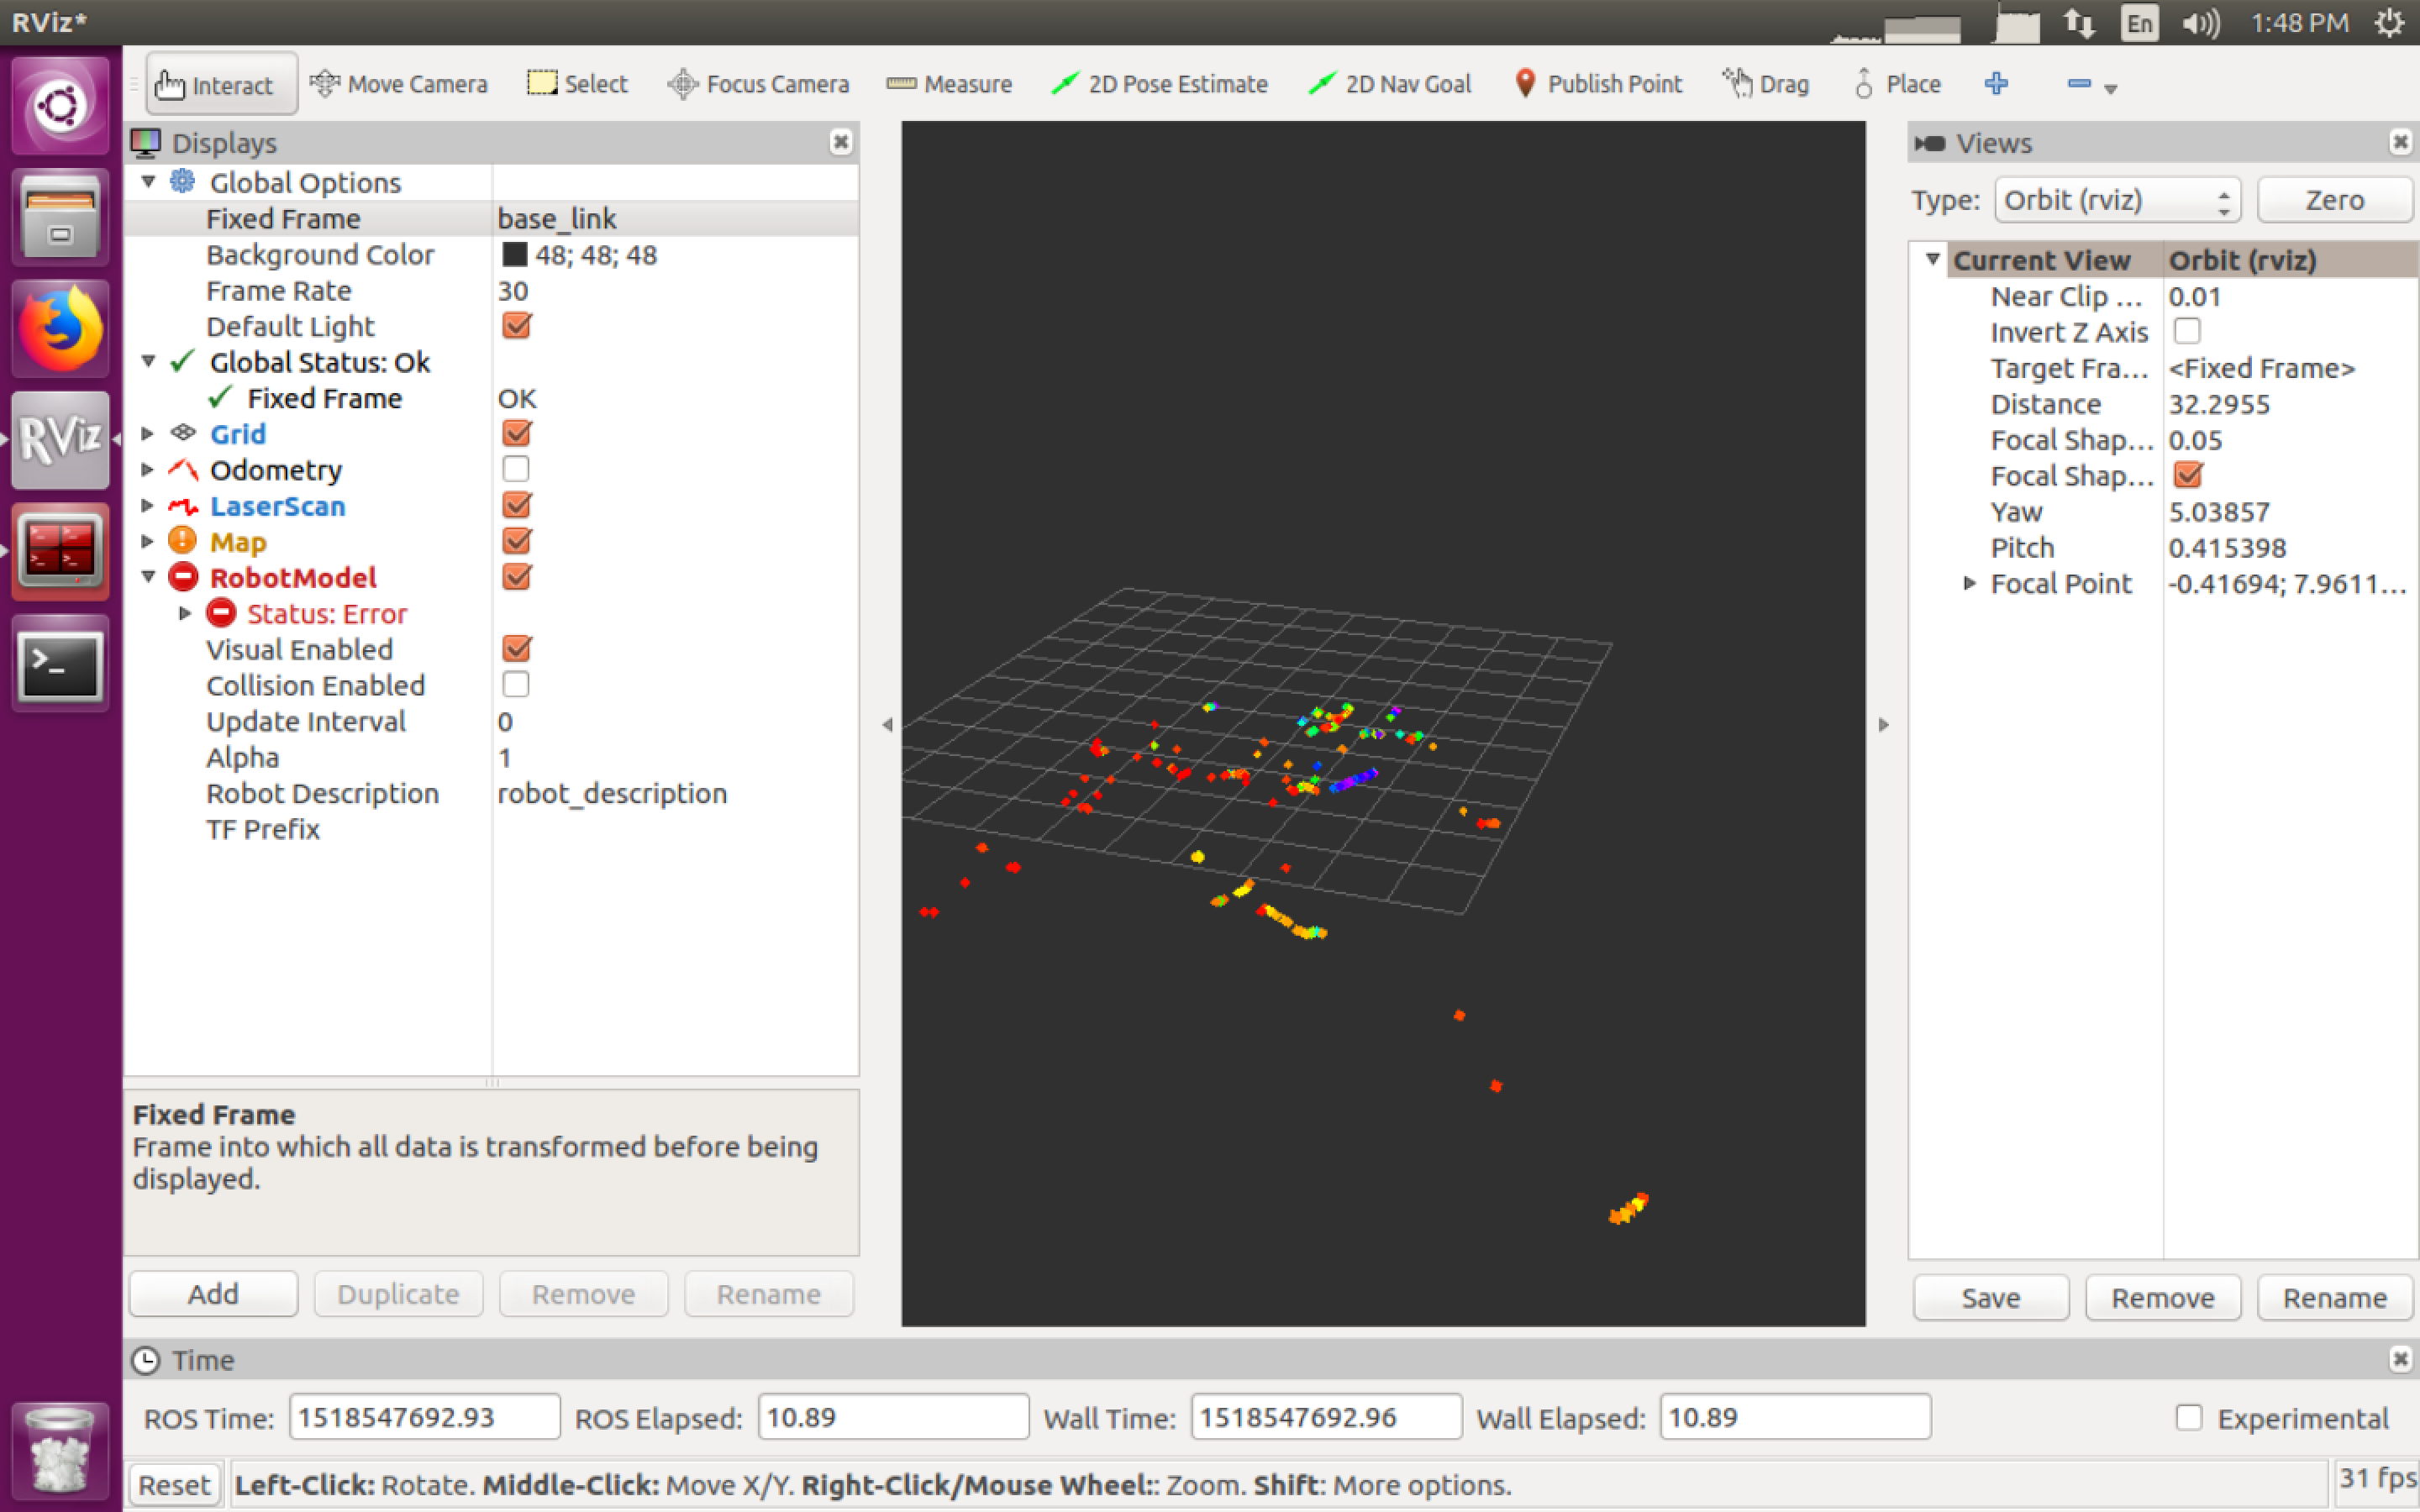 RViz*
En
1:48 PM
Interact
Move Camera
Select
Focus Camera
Measure
2D Pose Estimate
2D Nav Goal
Publish Point
Drag
Place
RViz
Displays
Global Options
Fixed Frame base_link
Background Color 48; 48; 48
Frame Rate 30
Default Light
Global Status: Ok
Fixed Frame OK
Grid
Odometry
LaserScan
Map
RobotModel
Status: Error
Visual Enabled
Collision Enabled
Update Interval 0
Alpha 1
Robot Description robot_description
TF Prefix
Fixed Frame
Frame into which all data is transformed before being
displayed.
Add Duplicate Remove Rename
Views
Type: Orbit (rviz) Zero
Current View Orbit (rviz)
Near Clip ... 0.01
Invert Z Axis
Target Fra... <Fixed Frame>
Distance 32.2955
Focal Shap... 0.05
Focal Shap...
Yaw 5.03857
Pitch 0.415398
Focal Point -0.41694; 7.9611...
Save Remove Rename
Time
ROS Time: 1518547692.93 ROS Elapsed: 10.89 Wall Time: 1518547692.96 Wall Elapsed: 10.89 Experimental
Reset Left-Click: Rotate. Middle-Click: Move X/Y. Right-Click/Mouse Wheel:: Zoom. Shift: More options. 31 fps